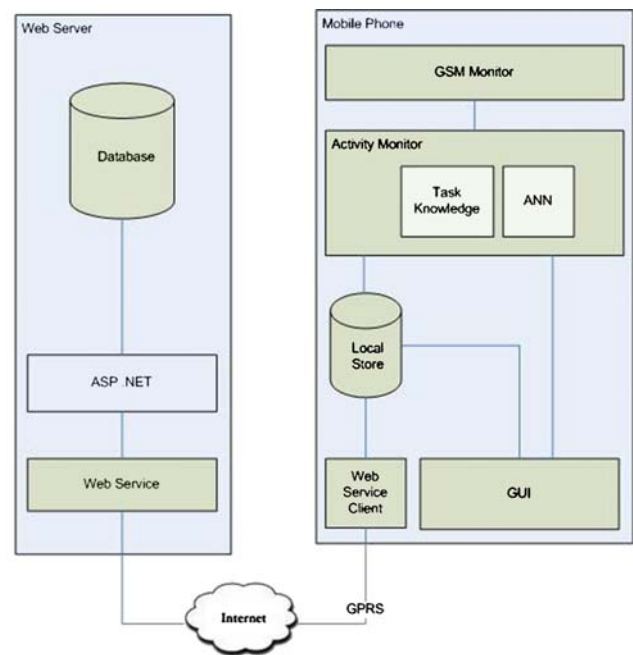 Web Server
Database
ASP .NET
Web Service
Mobile Phone
GSM Monitor
Activity Monitor
Task
Knowledge
ANN
Local
Store
Web
Service
Client
GUI
Internet
GPRS